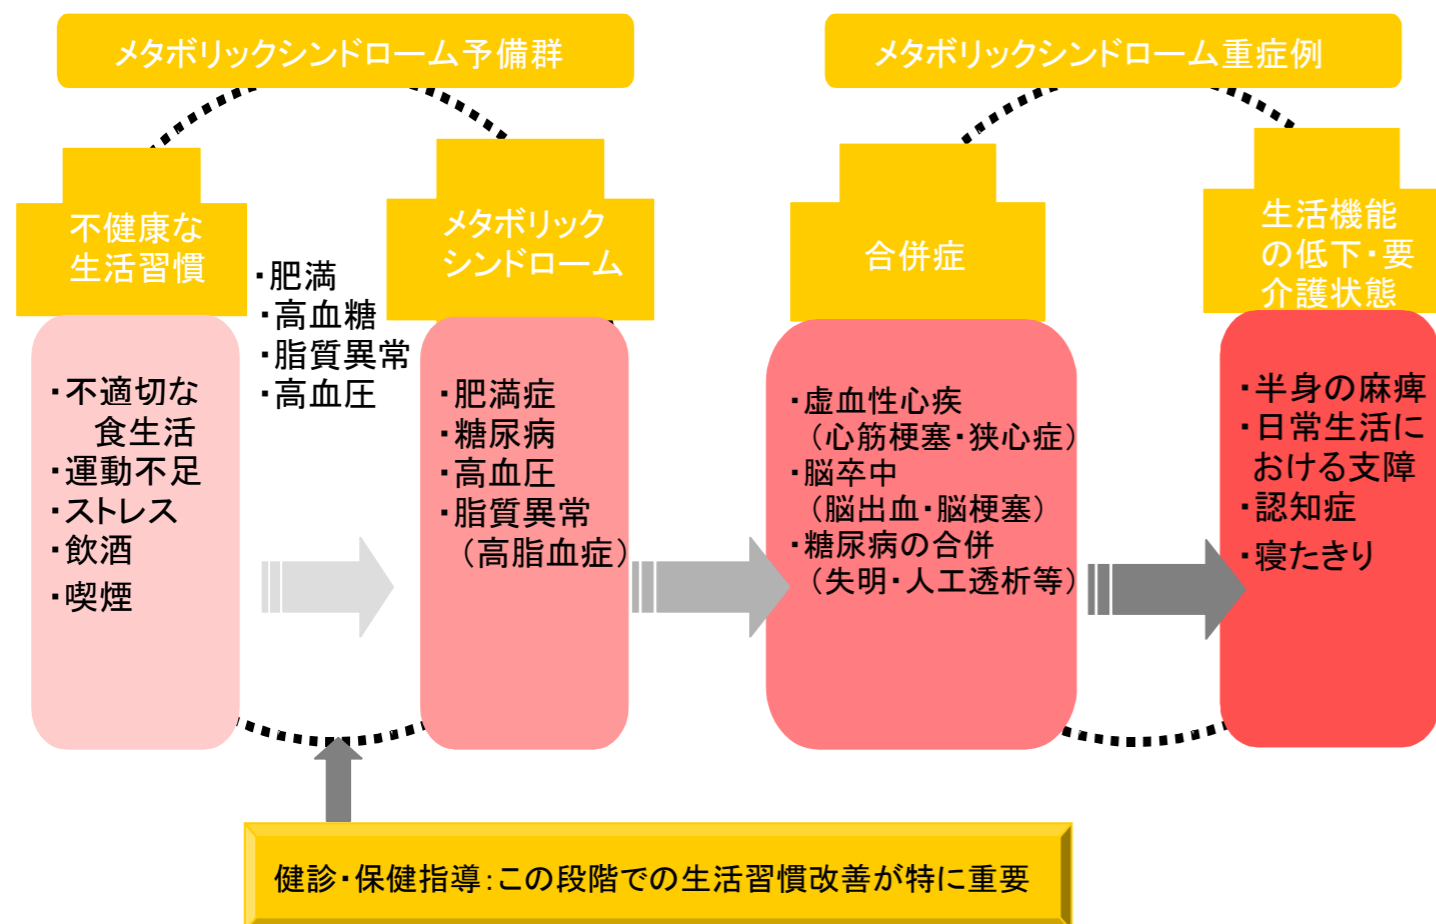 メタボリックシンドローム予備群
メタボリックシンドローム重症例
不健康な
生活習慣
・肥満
・高血糖
・脂質異常
・高血圧
メタボリック
シンドローム
合併症
生活機能
の低下・要
介護状態
・不適切な
食生活
・運動不足
・ストレス
・飲酒
・喫煙
・肥満症
・糖尿病
・高血圧
・脂質異常
（高脂血症）
・虚血性心疾
（心筋梗塞・狭心症）
・脳卒中
（脳出血・脳梗塞）
・糖尿病の合併
（失明・人工透析等）
・半身の麻痺
・日常生活に
おける支障
・認知症
・寝たきり
健診・保健指導：この段階での生活習慣改善が特に重要